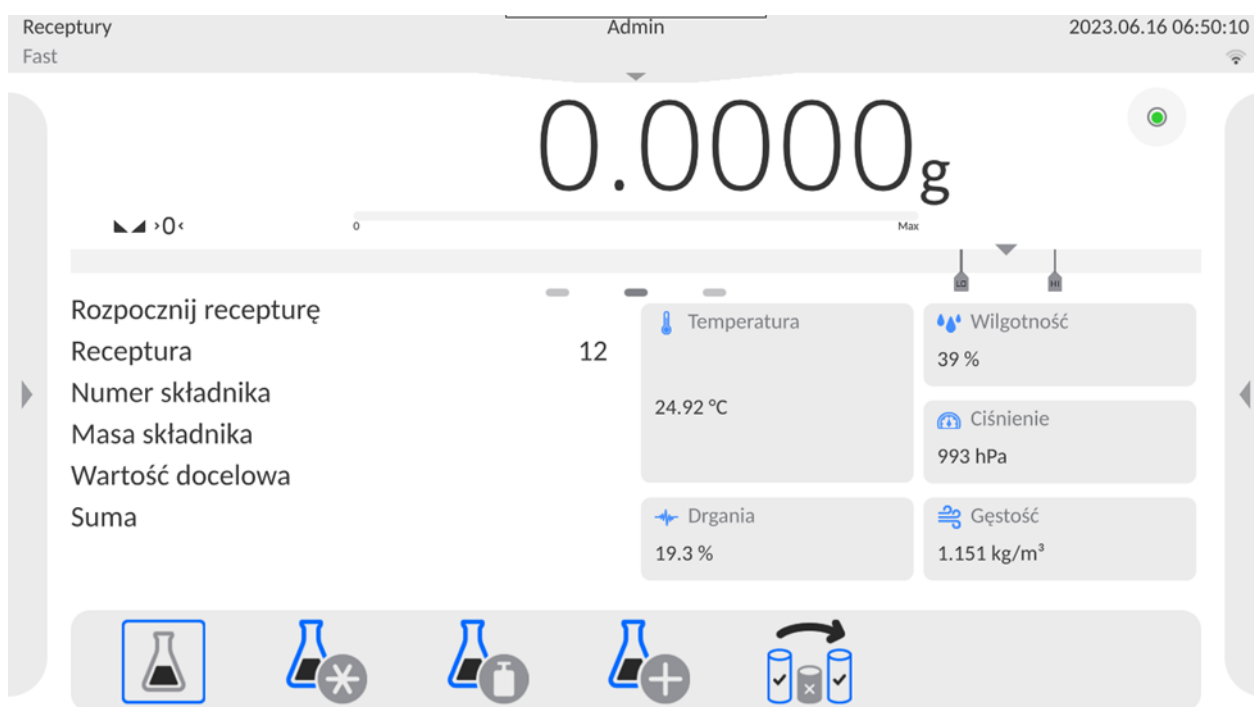 Receptury
Admin
2023.06.16 06:50:10
Fast
0.0000 g
>0<
0
Max
LO
HI
Rozpocznij recepturę
Receptura 12
Numer składnika
Masa składnika
Wartość docelowa
Suma
Temperatura
24.92 °C
Wilgotność
39 %
Ciśnienie
993 hPa
Drgania
19.3 %
Gęstość
1.151 kg/m³